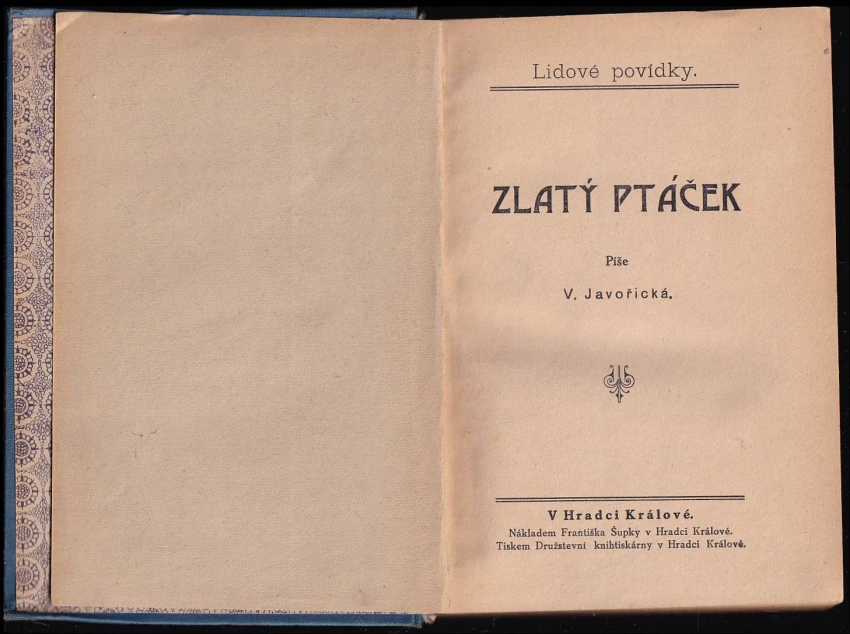 Lidové povídky.
ZLATÝ PTÁČEK
Píše
V. Javořická.
V Hradci Králové.
Nákladem Františka Šupky v Hradci Králové.
Tiskem Družstevní knihtiskárny v Hradci Králové.